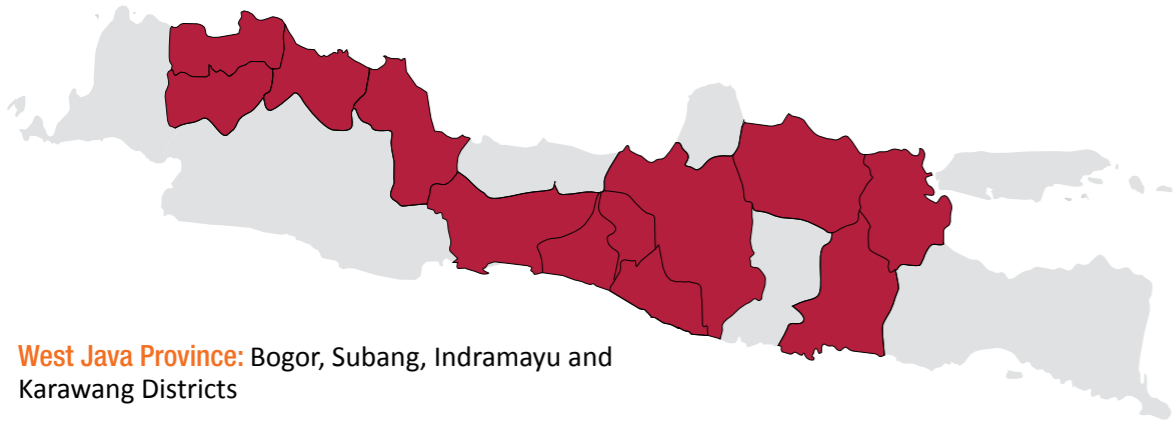 West Java Province: Bogor, Subang, Indramayu and
Karawang Districts